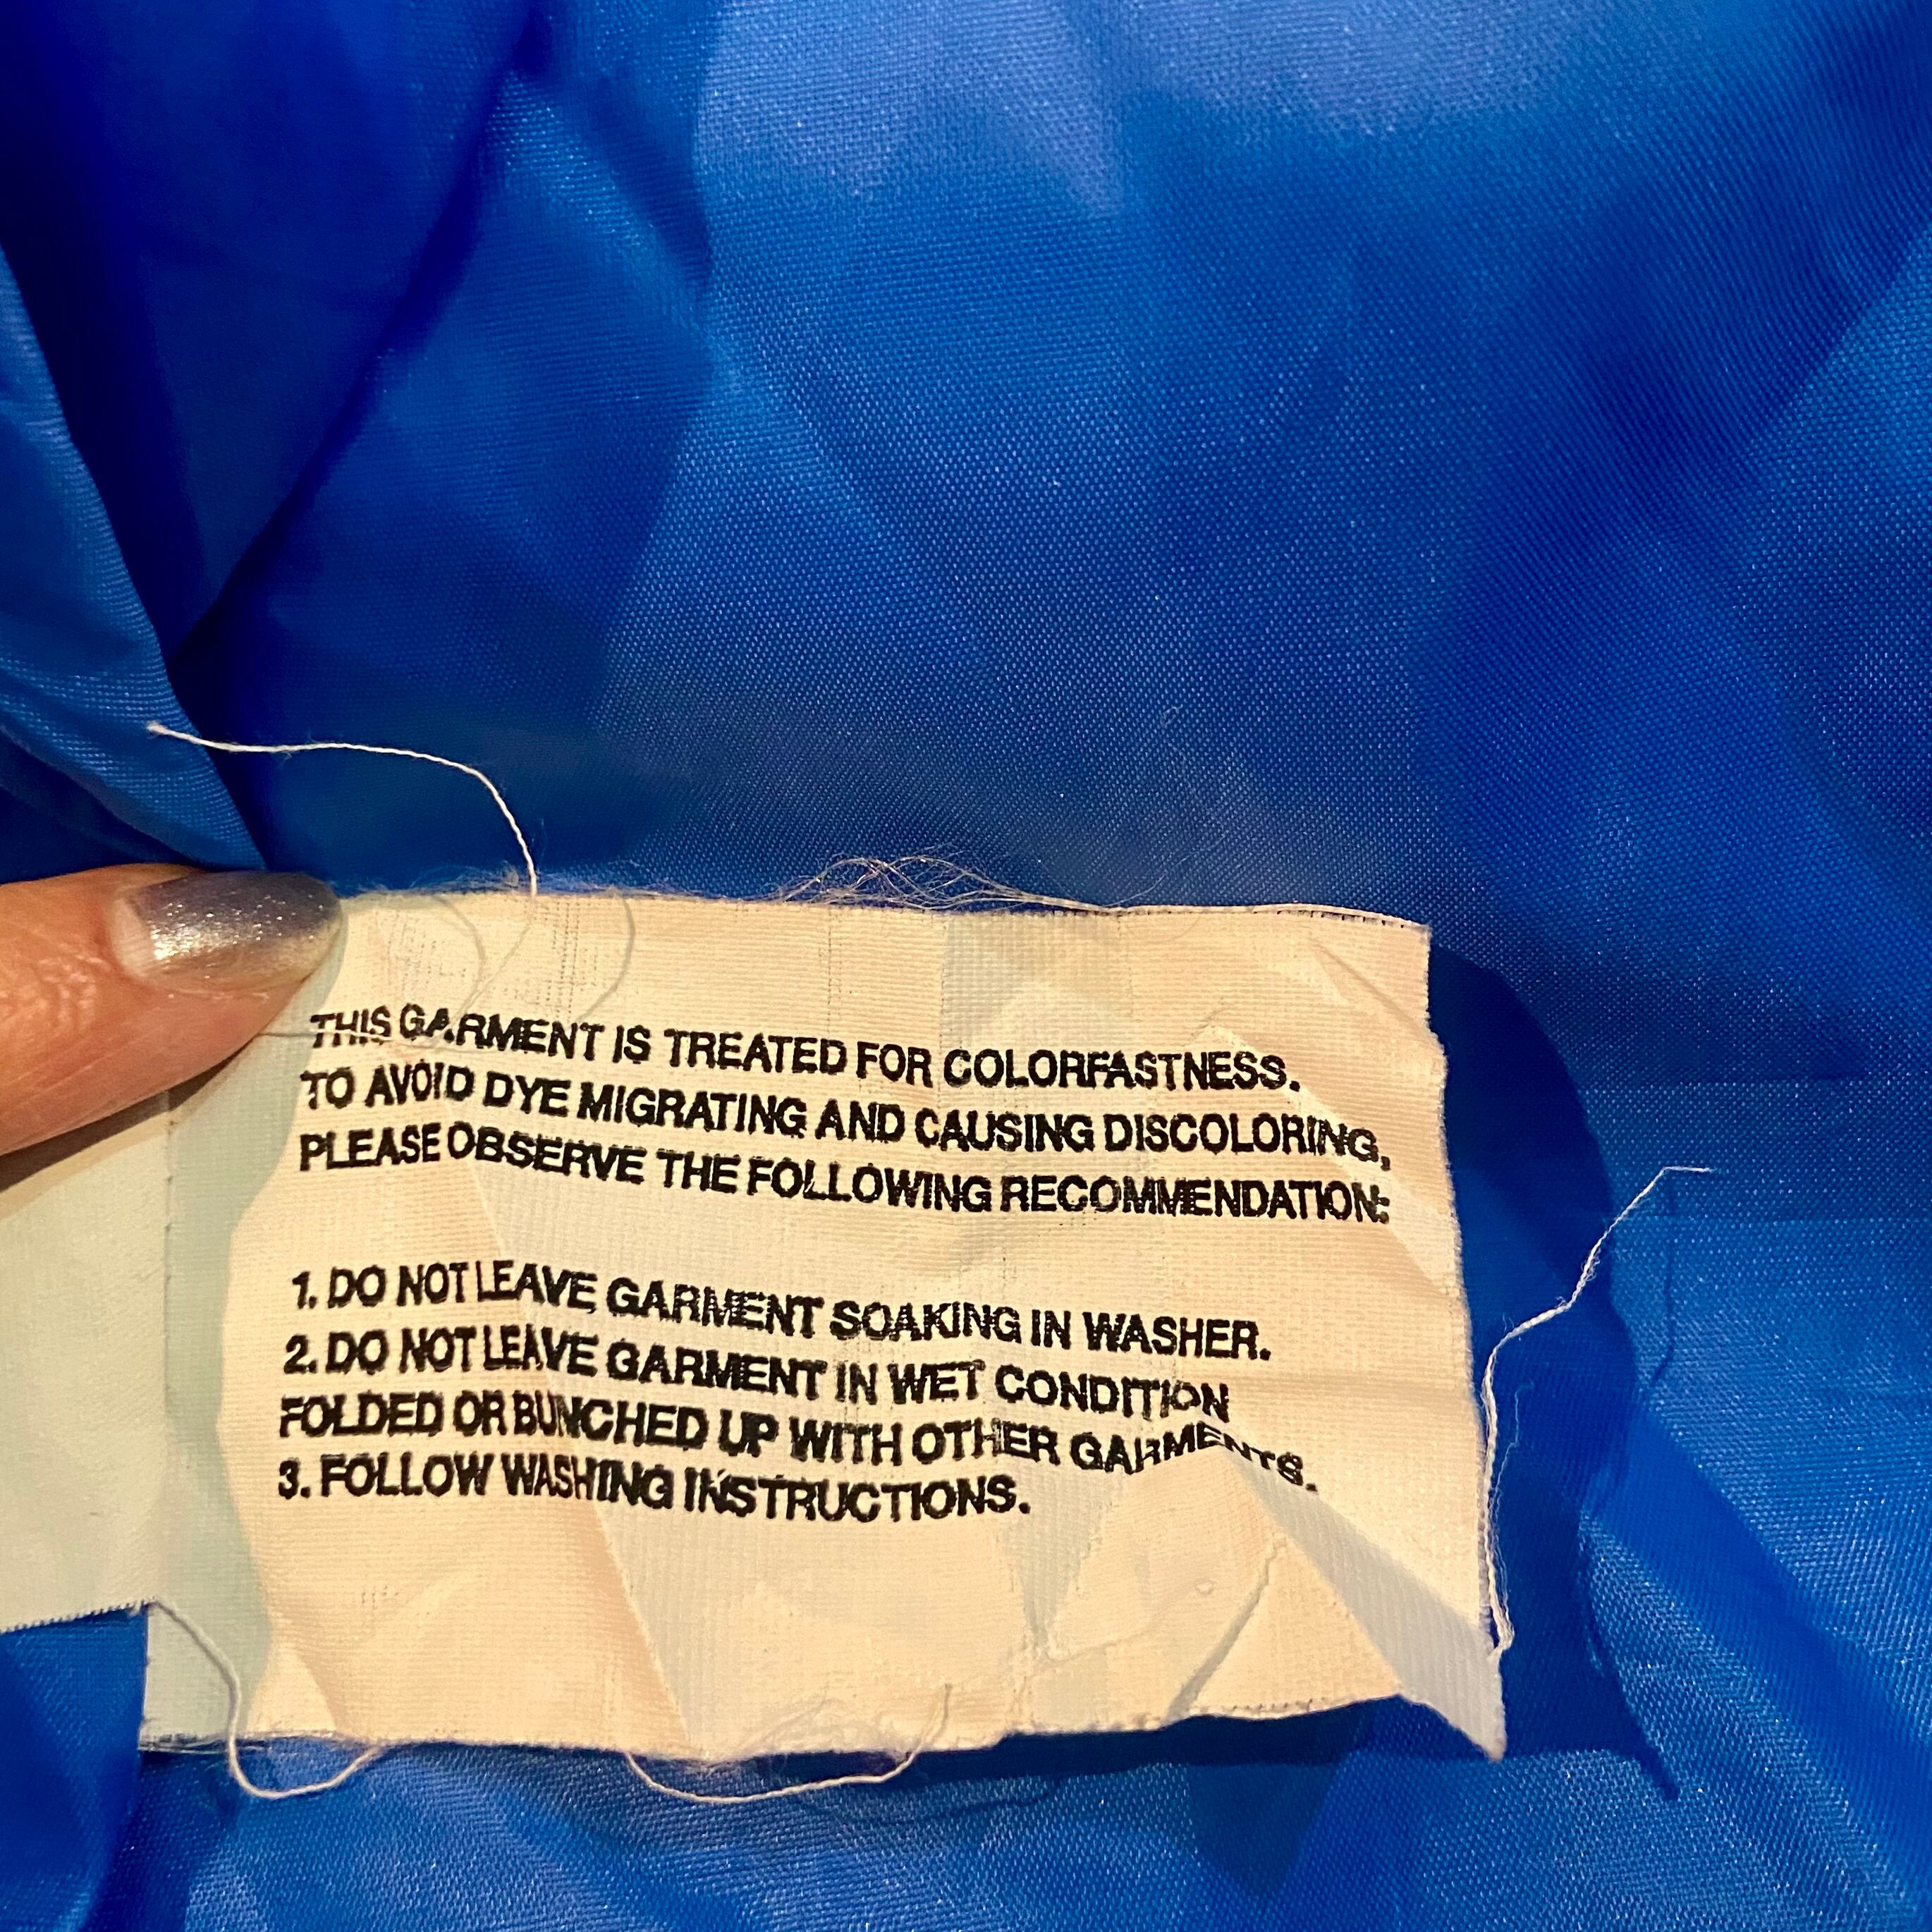 THIS GARMENT IS TREATED FOR COLORFASTNESS.
TO AVOID DYE MIGRATING AND CAUSING DISCOLORING,
PLEASE OBSERVE THE FOLLOWING RECOMMENDATION:
1. DO NOT LEAVE GARMENT SOAKING IN WASHER.
2. DO NOT LEAVE GARMENT IN WET CONDITION
FOLDED OR BUNCHED UP WITH OTHER GARMENTS.
3. FOLLOW WASHING INSTRUCTIONS.